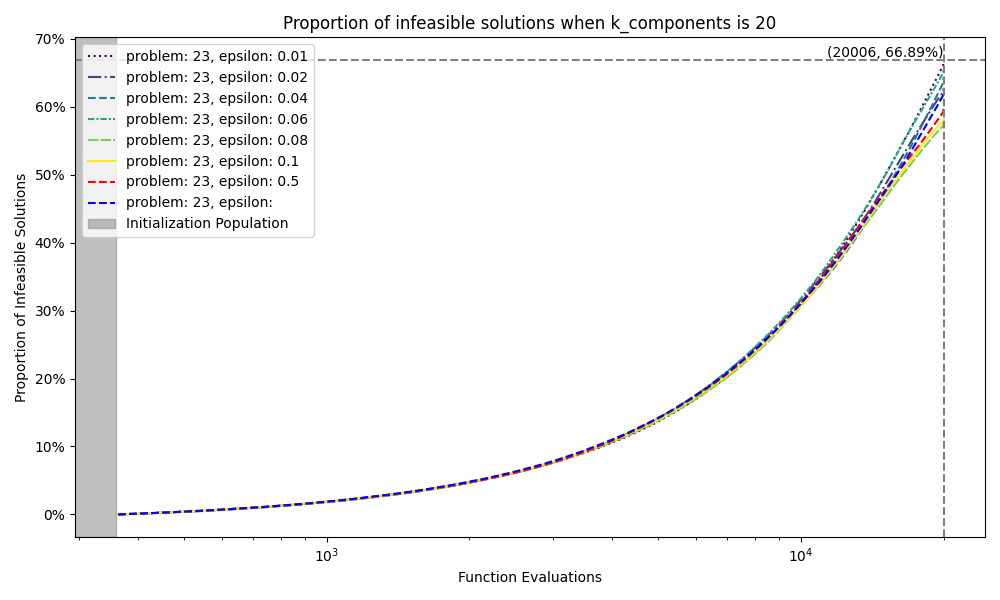 Proportion of infeasible solutions when k_components is 20
70%
60%
50%
40%
30%
20%
10%
0%
Proportion of Infeasible Solutions
problem: 23, epsilon: 0.01
problem: 23, epsilon: 0.02
problem: 23, epsilon: 0.04
problem: 23, epsilon: 0.06
problem: 23, epsilon: 0.08
problem: 23, epsilon: 0.1
problem: 23, epsilon: 0.5
problem: 23, epsilon:
Initialization Population
(20006, 66.89%)
10³
10⁴
Function Evaluations